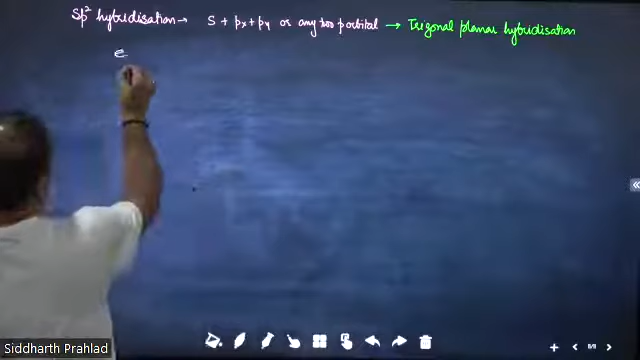 Sp² hybridisation → S + px + py or any two p orbital → Trigonal planar hybridisation
e
Siddharth Prahlad